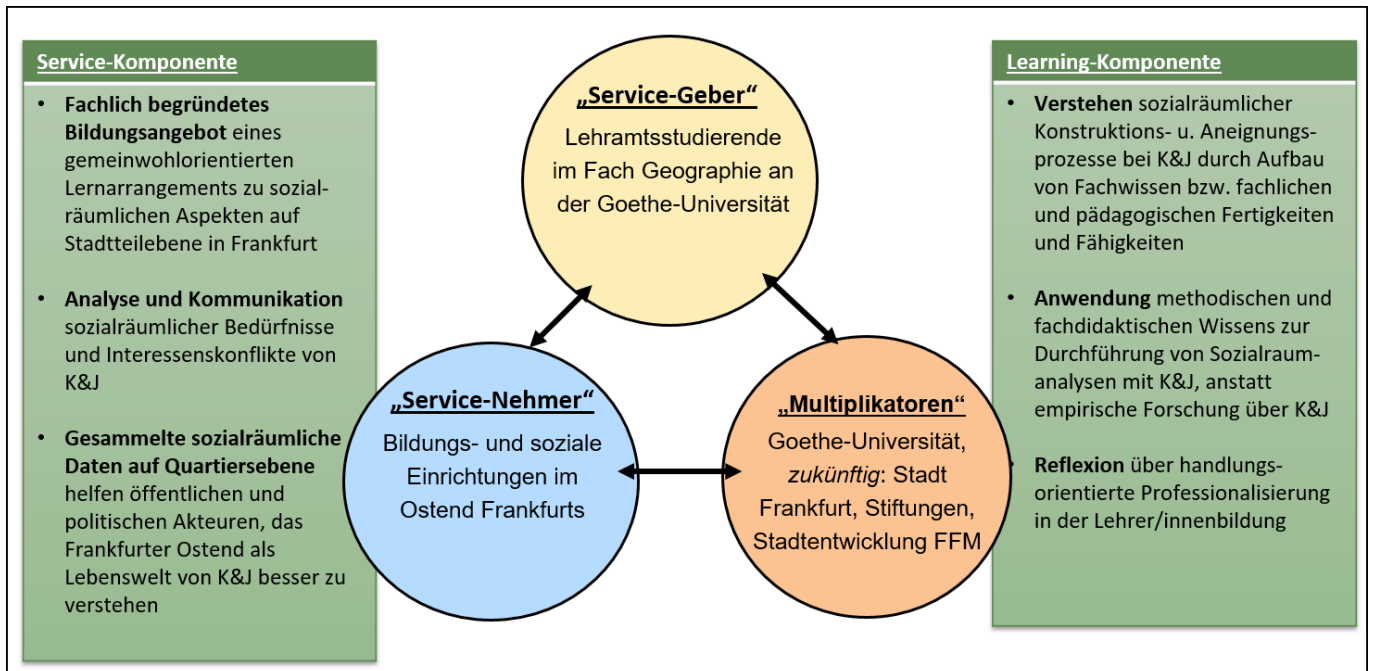 Service-Komponente
• Fachlich begründetes
Bildungsangebot eines
gemeinwohlorientierten
Lernarrangements zu sozial-
räumlichen Aspekten auf
Stadtteilebene in Frankfurt
• Analyse und Kommunikation
sozialräumlicher Bedürfnisse
und Interessenskonflikte von
K&J
• Gesammelte sozialräumliche
Daten auf Quartiersebene
helfen öffentlichen und
politischen Akteuren, das
Frankfurter Ostend als
Lebenswelt von K&J besser zu
verstehen
„Service-Geber“
Lehramtsstudierende
im Fach Geographie an
der Goethe-Universität
„Service-Nehmer“
Bildungs- und soziale
Einrichtungen im
Ostend Frankfurts
„Multiplikatoren“
Goethe-Universität,
zukünftig: Stadt
Frankfurt, Stiftungen,
Stadtentwicklung FFM
Learning-Komponente
• Verstehen sozialräumlicher
Konstruktions- u. Aneignungs-
prozesse bei K&J durch Aufbau
von Fachwissen bzw. fachlichen
und pädagogischen Fertigkeiten
und Fähigkeiten
• Anwendung methodischen und
fachdidaktischen Wissens zur
Durchführung von Sozialraum-
analysen mit K&J, anstatt
empirische Forschung über K&J
• Reflexion über handlungs-
orientierte Professionalisierung
in der Lehrer/innenbildung